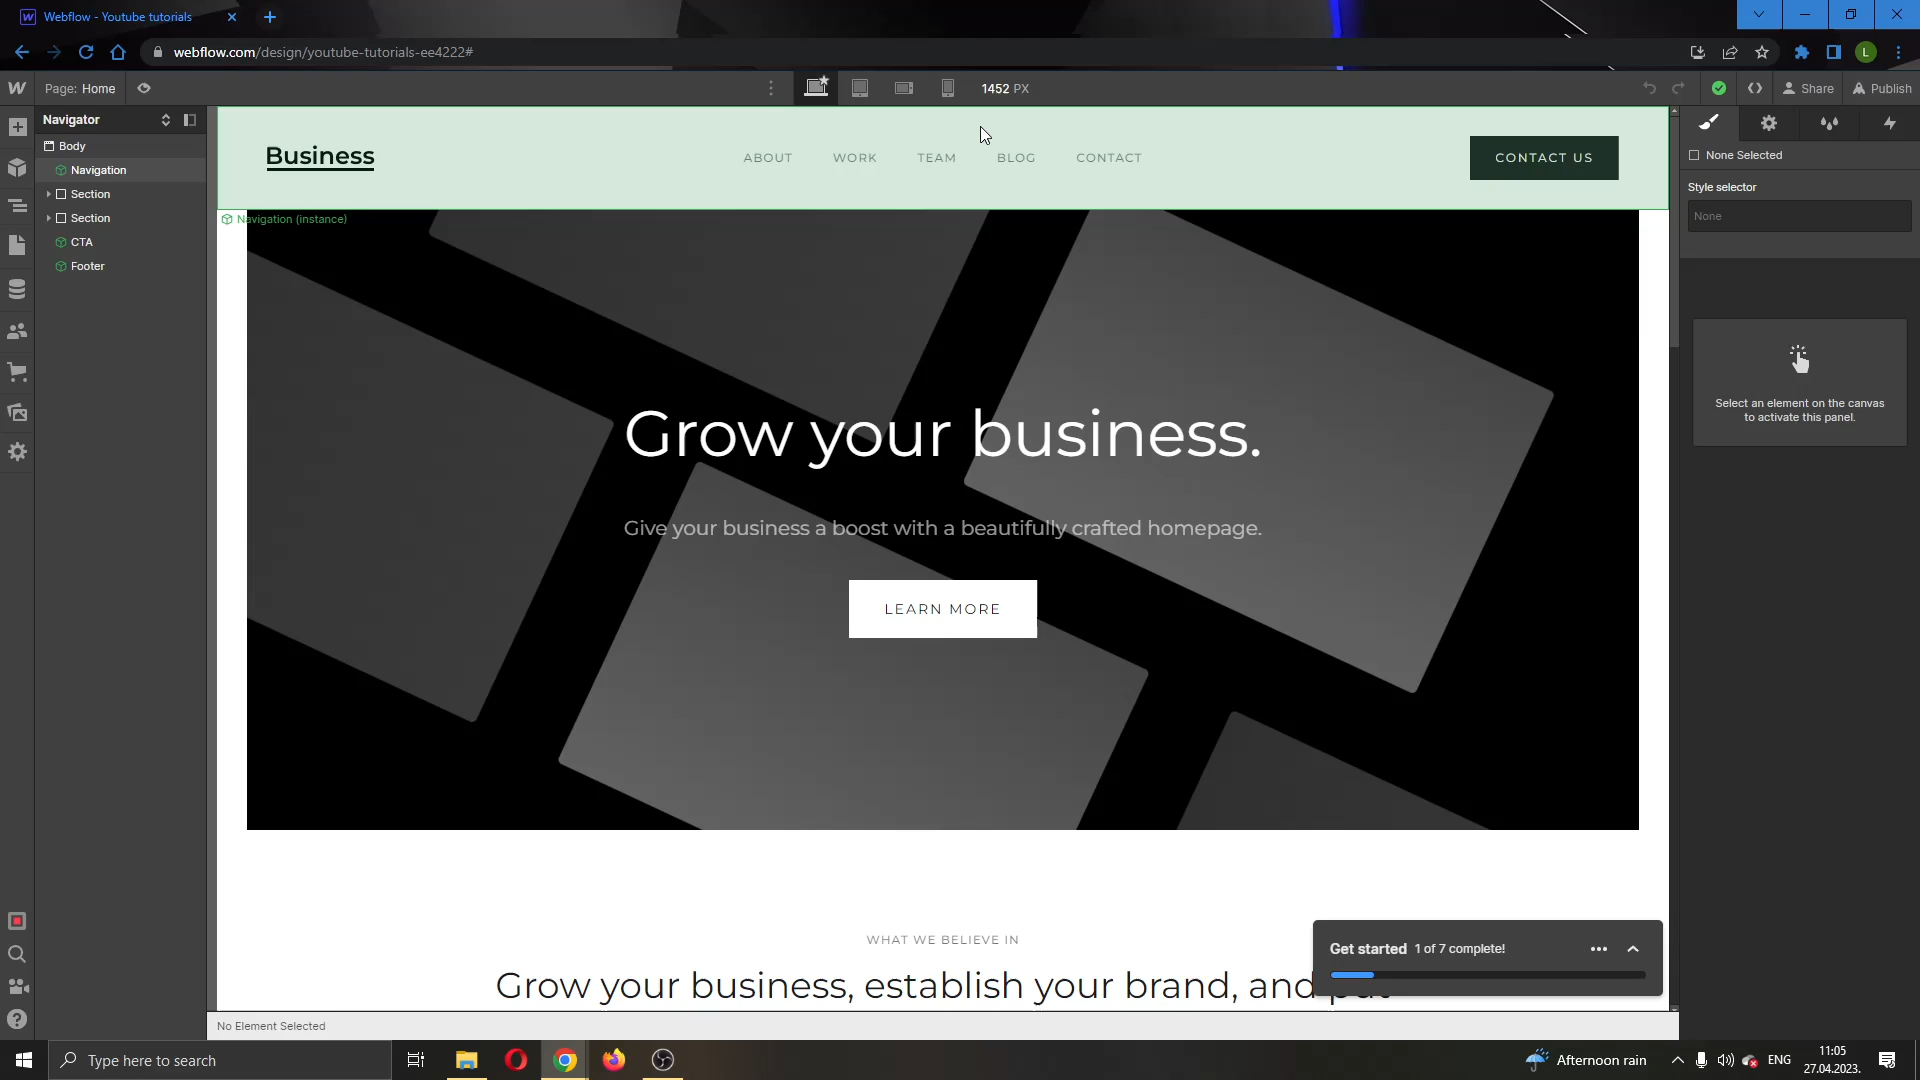 Webflow - Youtube tutorials
webflow.com/design/youtube-tutorials-ee4222#
L
Page: Home
1452 PX
Share
Publish
Navigator
Body
Navigation
Section
Section
CTA
Footer
Business
ABOUT
WORK
TEAM
BLOG
CONTACT
CONTACT US
Navigation (instance)
Grow your business.
Give your business a boost with a beautifully crafted homepage.
LEARN MORE
WHAT WE BELIEVE IN
Grow your business, establish your brand, and put
None Selected
Style selector
None
Select an element on the canvas
to activate this panel.
Get started 1 of 7 complete!
No Element Selected
Type here to search
Afternoon rain
ENG
11:05
27.04.2023.